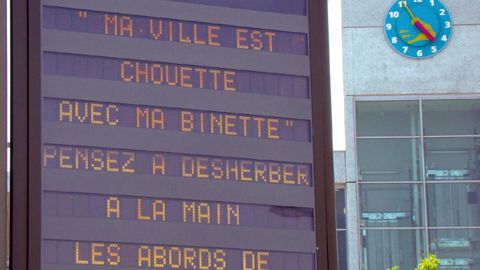 " MA VILLE EST
CHOUETTE
AVEC MA BINETTE"
PENSEZ A DESHERBER
A LA MAIN
LES ABORDS DE